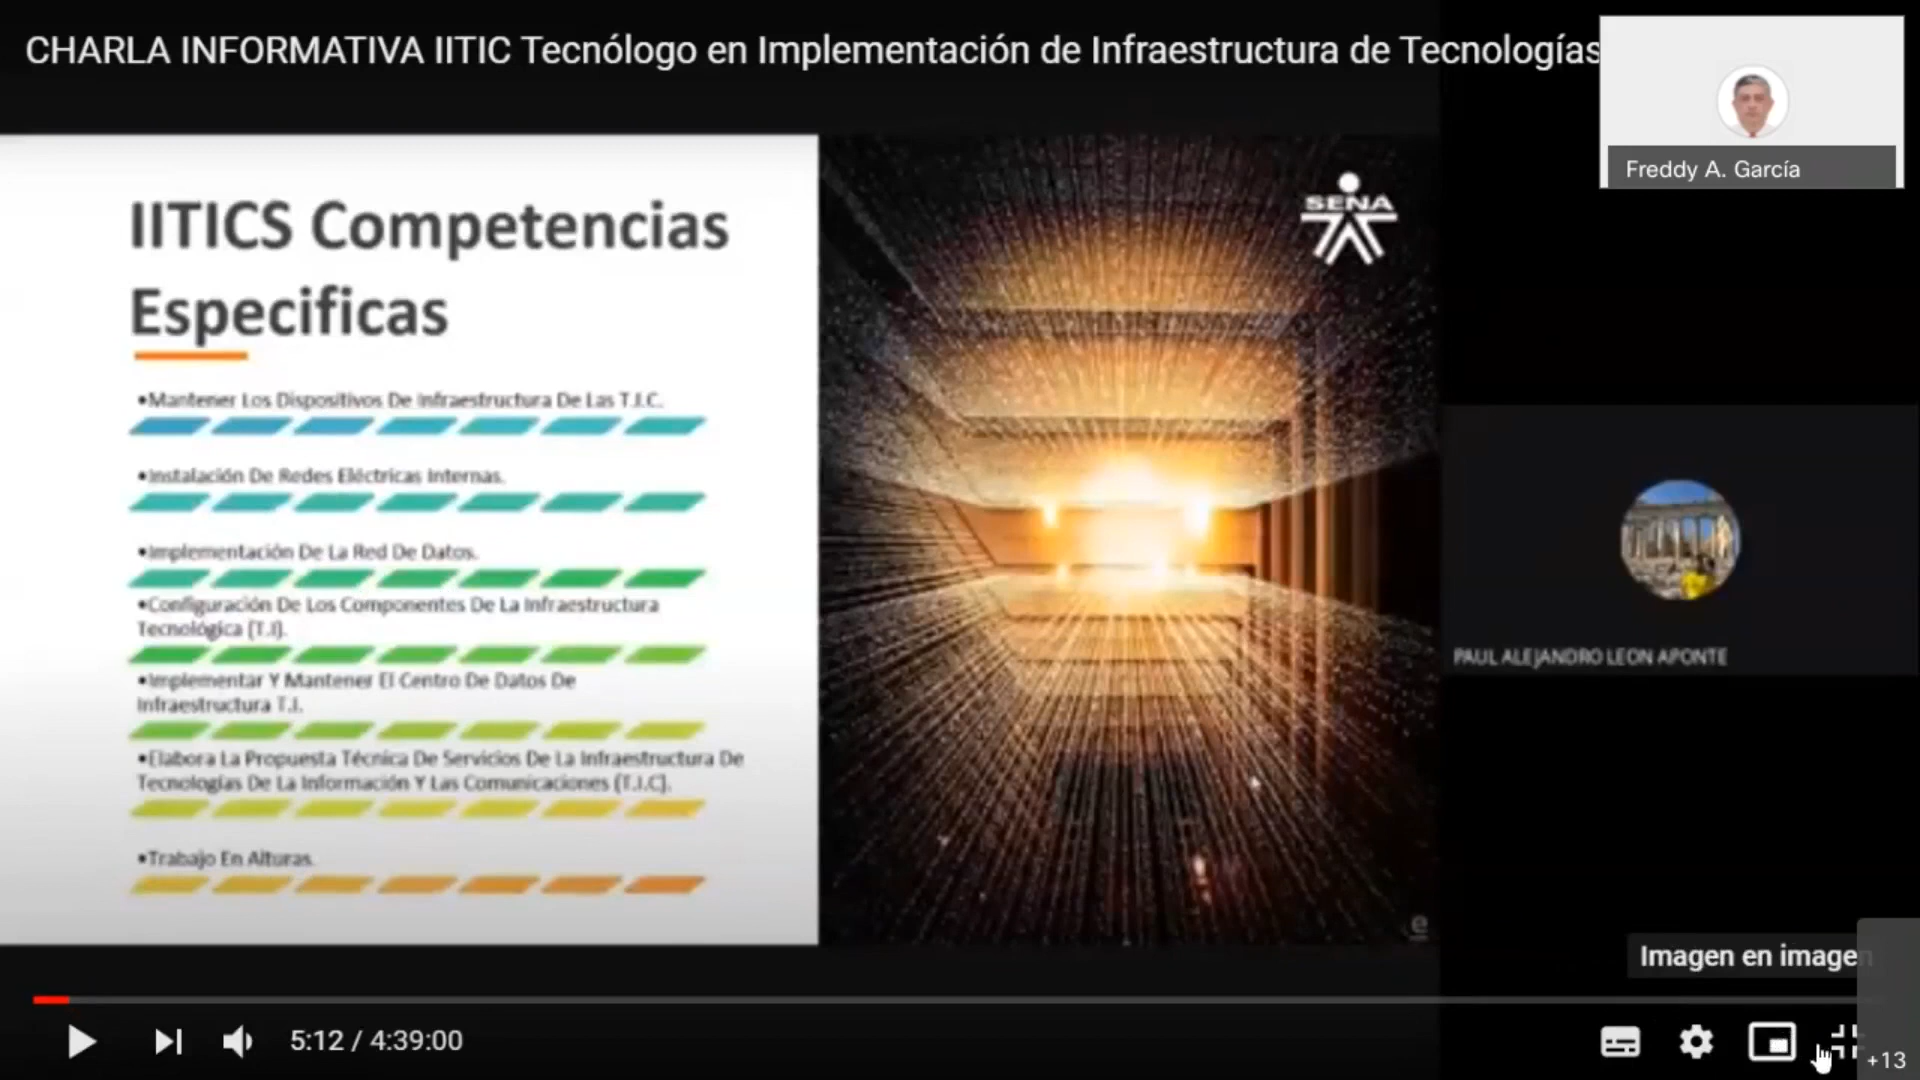 CHARLA INFORMATIVA IITIC Tecnólogo en Implementación de Infraestructura de Tecnologías
Freddy A. García
IITICS Competencias
Especificas
SENA
•Mantener Los Dispositivos De Infraestructura De Las T.I.C.
•Instalación De Redes Eléctricas Internas.
•Implementación De La Red De Datos.
•Configuración De Los Componentes De La Infraestructura
Tecnológica (T.I).
•Implementar Y Mantener El Centro De Datos De
Infraestructura T.I.
•Elabora La Propuesta Técnica De Servicios De La Infraestructura De
Tecnologías De La Información Y Las Comunicaciones (T.I.C).
•Trabajo En Alturas.
PAUL ALEJANDRO LEON APONTE
Imagen en imagen
5:12 / 4:39:00
+13